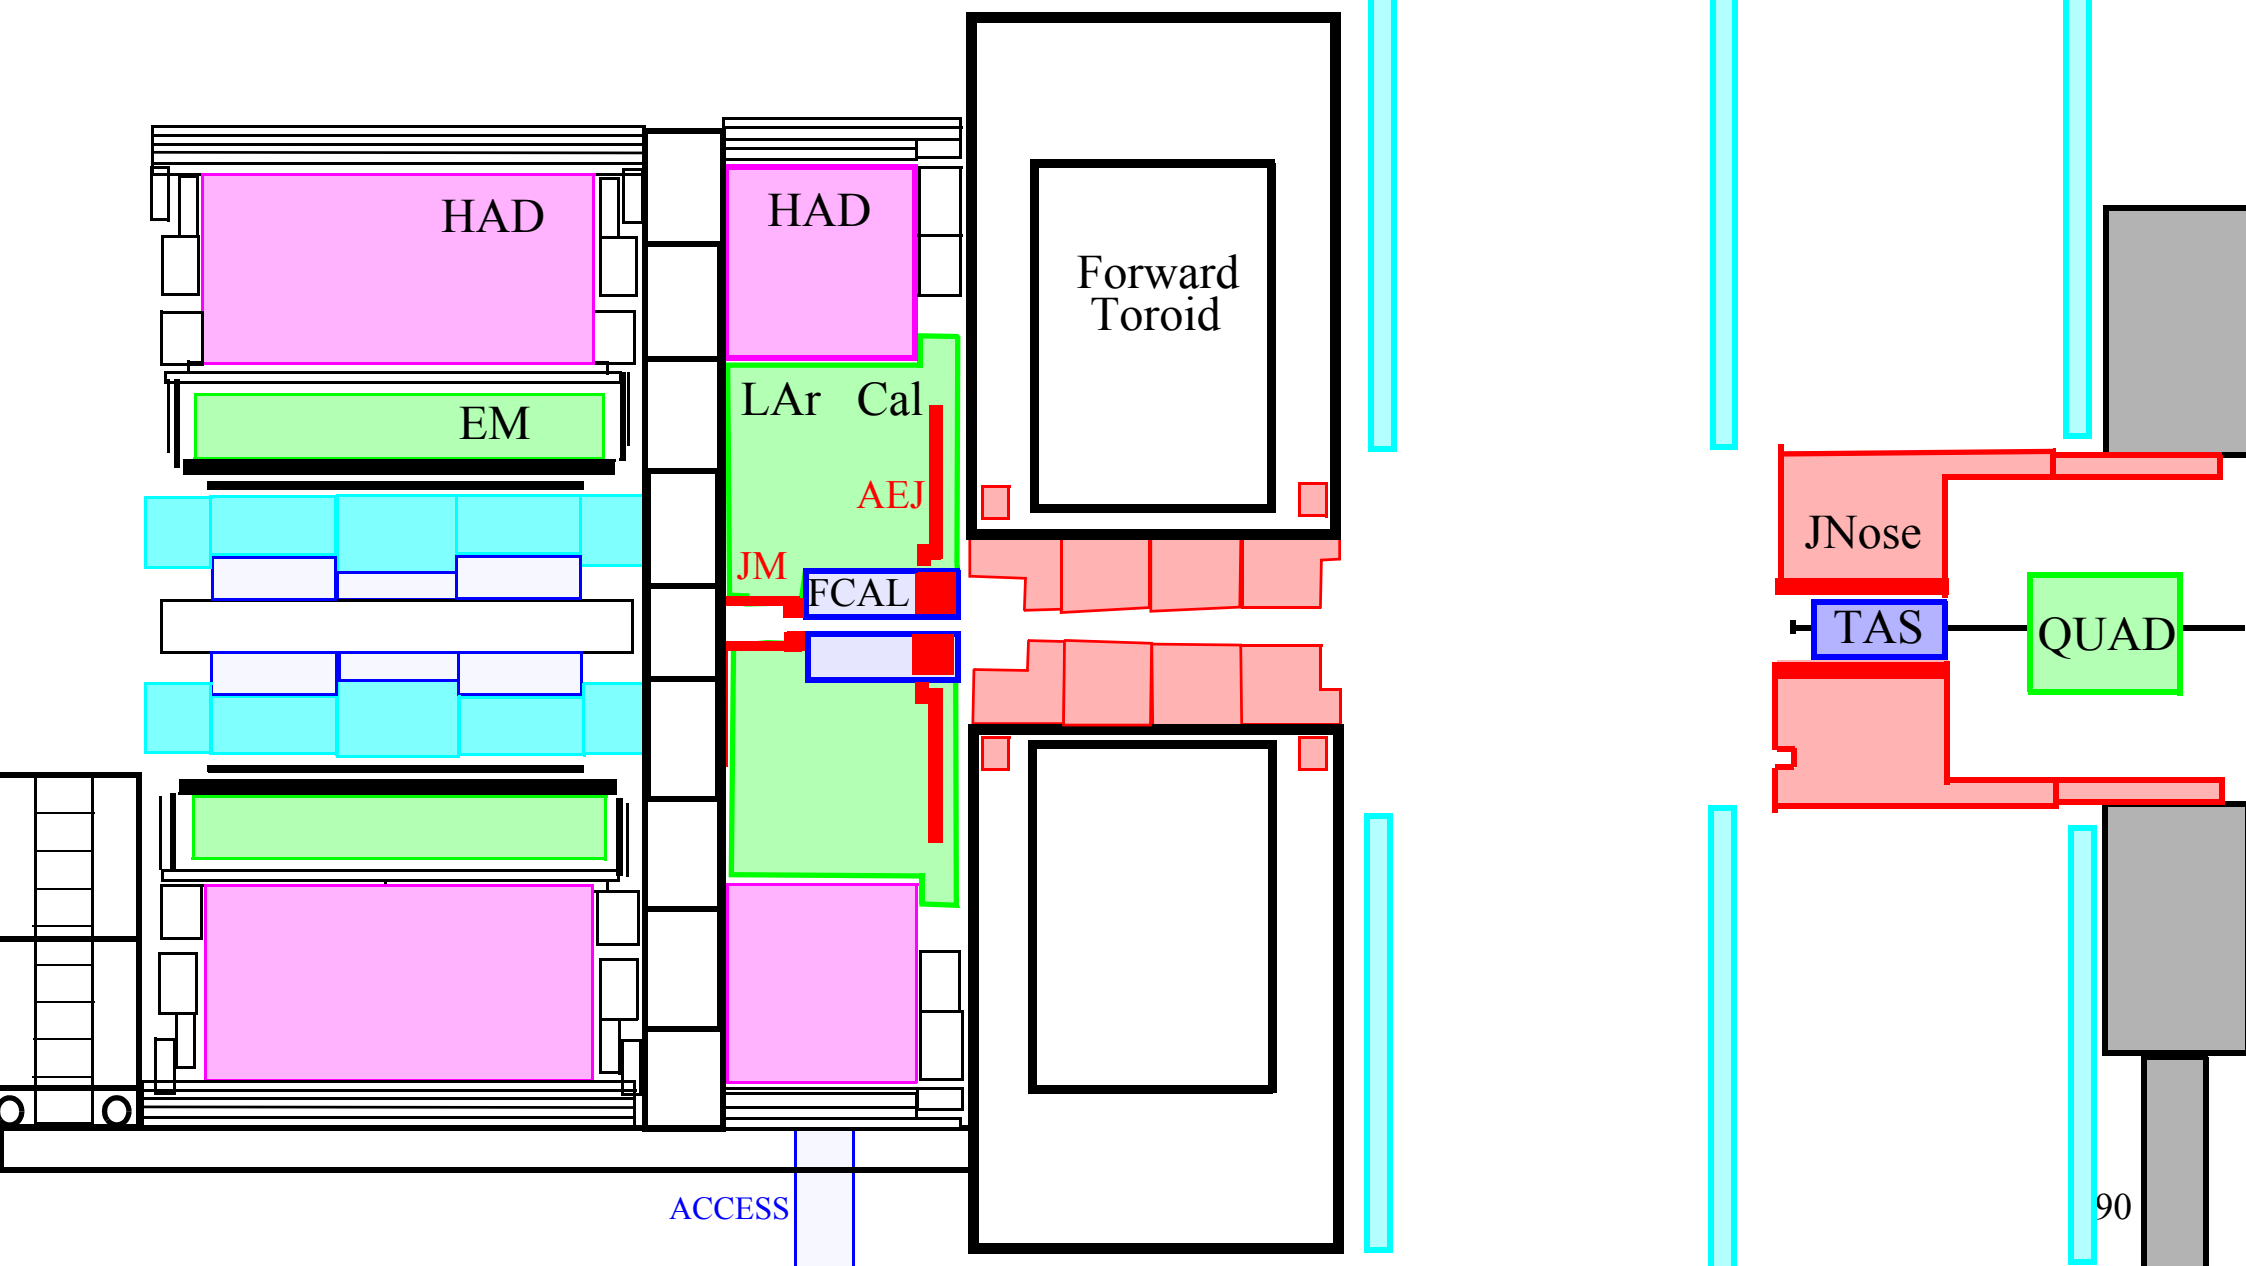 HAD
HAD
Forward
Toroid
LAr Cal
EM
AEJ
JNose
JM
FCAL
TAS
QUAD
ACCESS
90